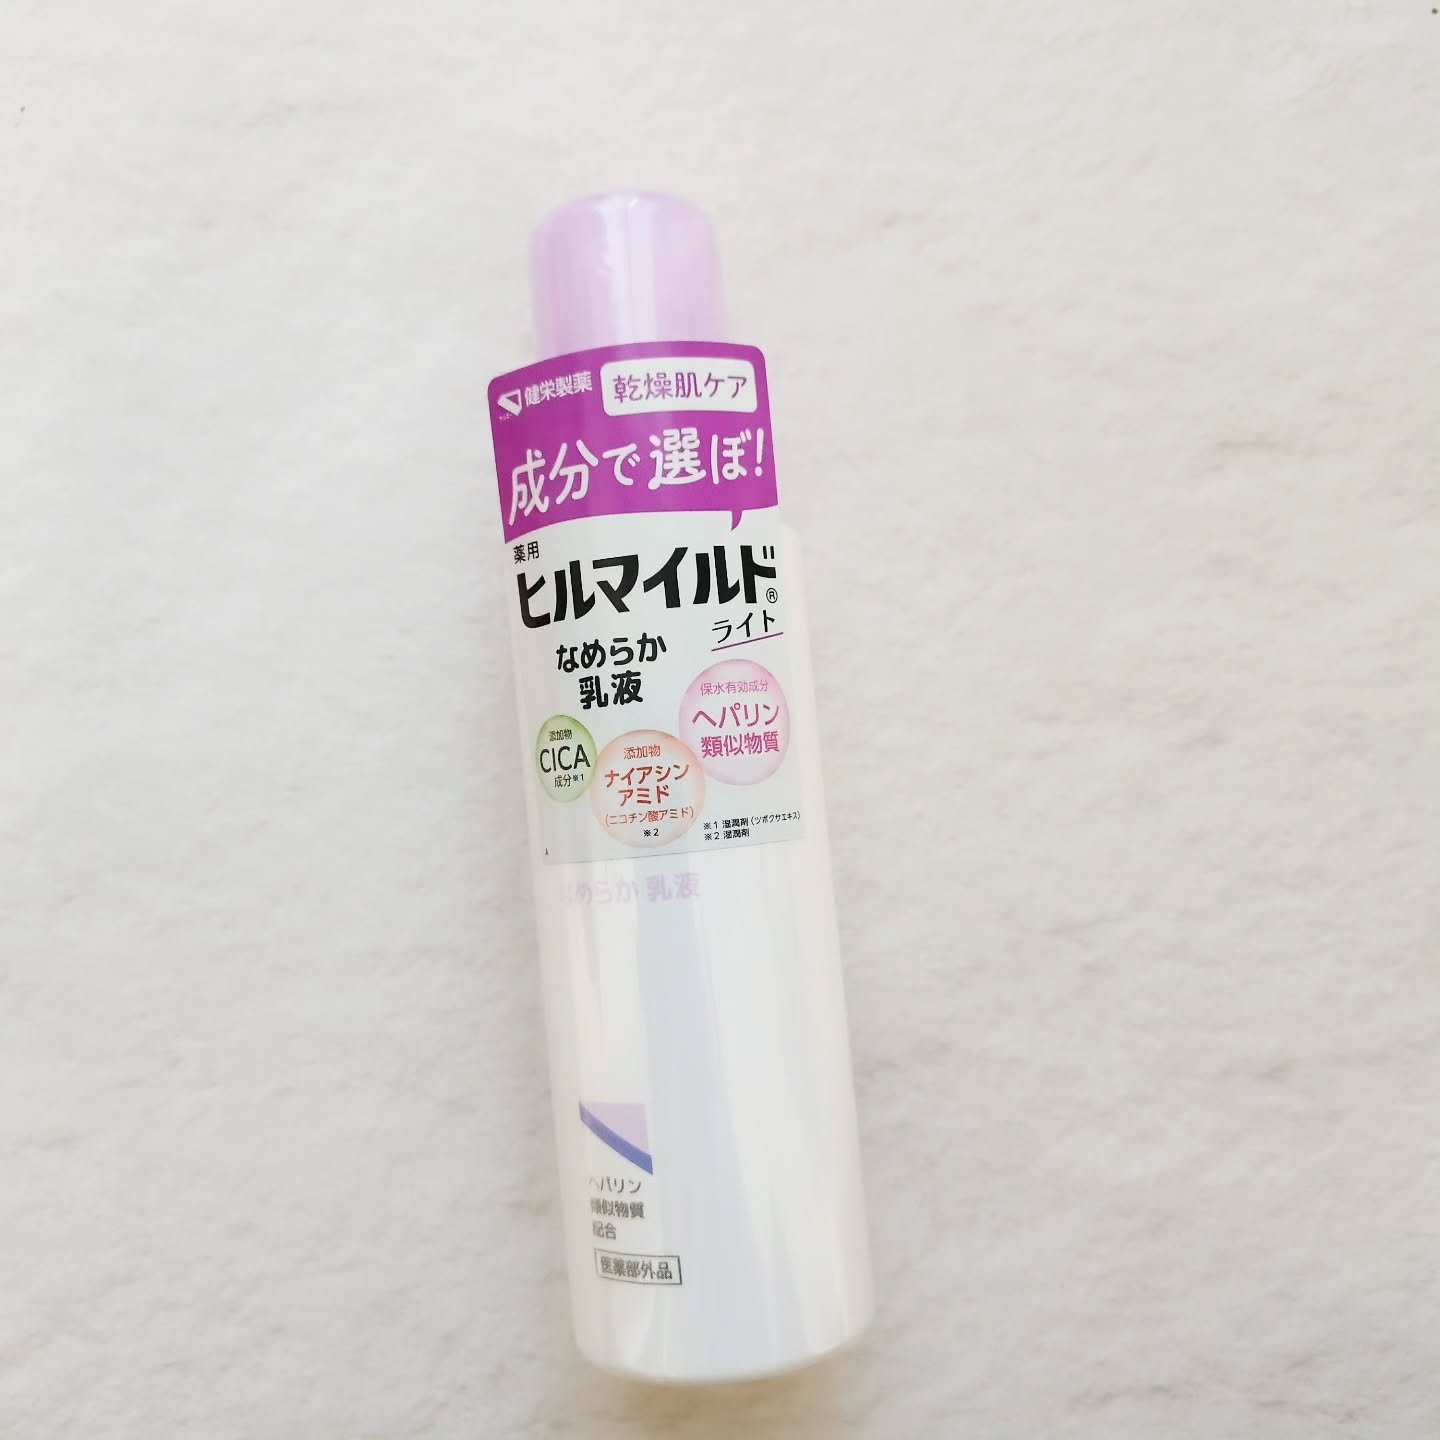 健栄製薬
乾燥肌ケア
成分で選ぼ!
薬用
ヒルマイルド®
ライト
なめらか
乳液
保水有効成分
ヘパリン
類似物質
添加物
CICA
成分※1
添加物
ナイアシン
アミド
(ニコチン酸アミド)
※2
※1 湿潤剤(ツボクサエキス)
※2 湿潤剤
なめらか 乳液
ヘパリン
類似物質
配合
医薬部外品